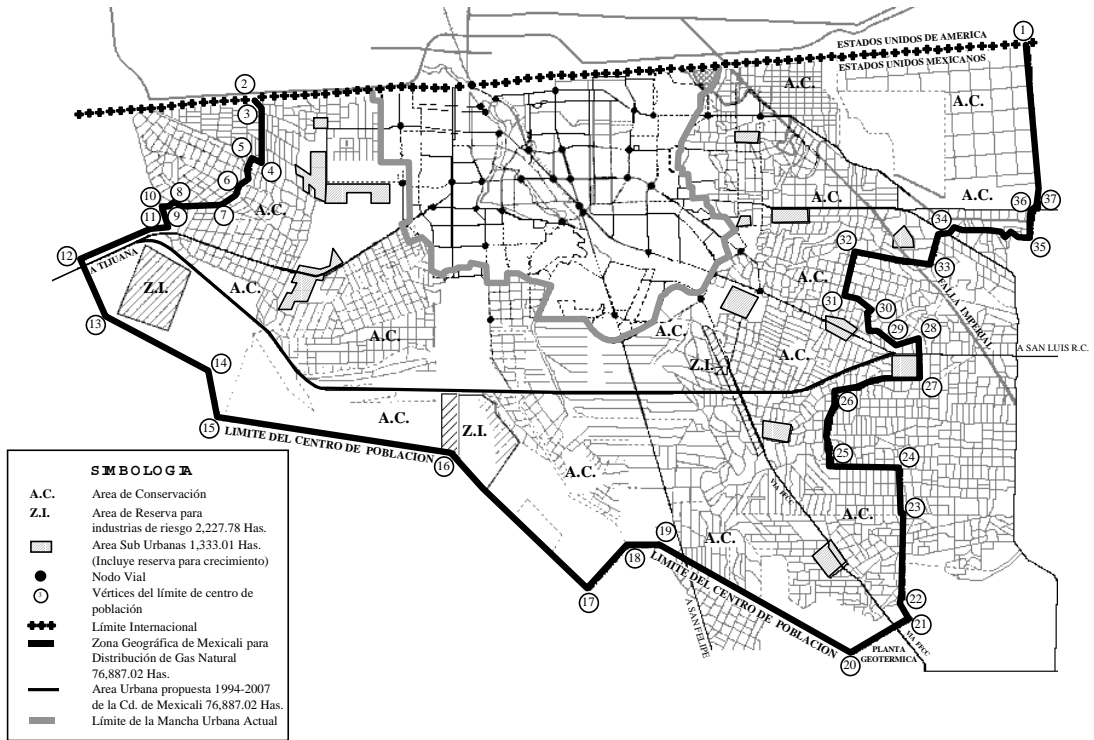 1
ESTADOS UNIDOS DE AMERICA
ESTADOS UNIDOS MEXICANOS
2
3
A.C.
A.C.
5
4
6
A.C.
10
8
7
11
9
A.C.
36
37
34
35
12
A TIJUANA
Z.I.
A.C.
32
33
A.C.
FALLA IMPERIAL
31
30
29
28
13
A.C.
A.C.
A SAN LUIS R.C.
14
Z.I.
A.C.
27
26
15
A.C.
LIMITE DEL CENTRO DE POBLACION
Z.I.
16
A.C.
25
24
VIA FFCC
23
A.C.
A.C.
19
18
LIMITE DEL CENTRO DE POBLACION
17
A SAN FELIPE
22
21
VIA FFCC
20
PLANTA
GEOTERMICA
SIMBOLOGIA
A.C. Area de Conservación
Z.I. Area de Reserva para
industrias de riesgo 2,227.78 Has.
Area Sub Urbanas 1,333.01 Has.
(Incluye reserva para crecimiento)
Nodo Vial
3 Vértices del límite de centro de
población
Límite Internacional
Zona Geográfica de Mexicali para
Distribución de Gas Natural
76,887.02 Has.
Area Urbana propuesta 1994-2007
de la Cd. de Mexicali 76,887.02 Has.
Límite de la Mancha Urbana Actual